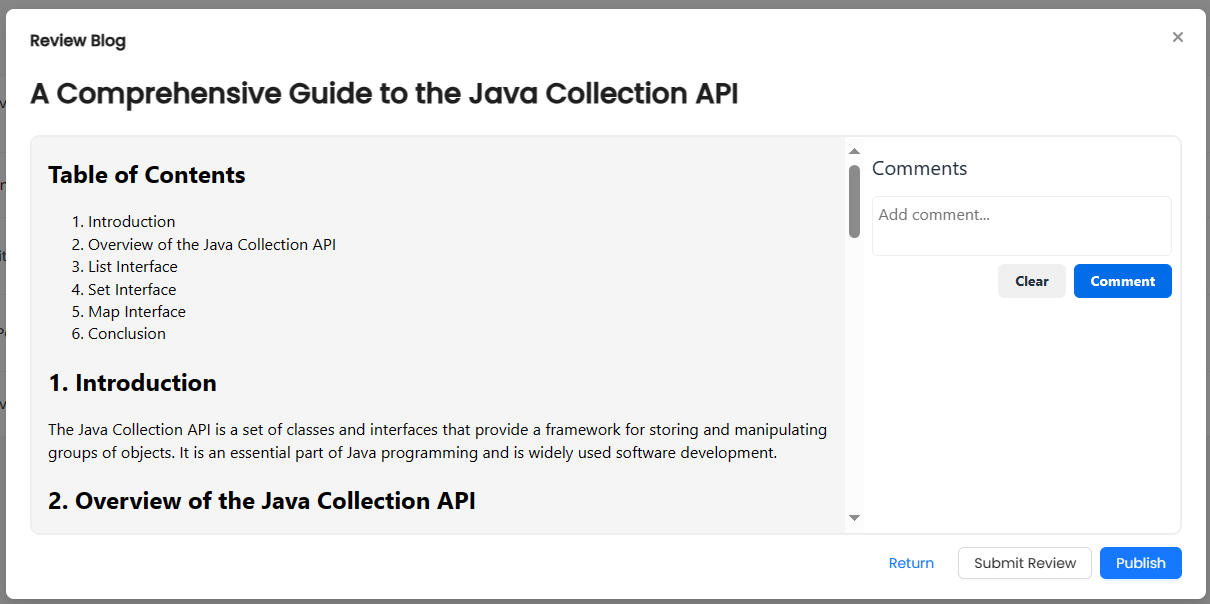 Review Blog
A Comprehensive Guide to the Java Collection API
Table of Contents
1. Introduction
2. Overview of the Java Collection API
3. List Interface
4. Set Interface
5. Map Interface
6. Conclusion
1. Introduction
The Java Collection API is a set of classes and interfaces that provide a framework for storing and manipulating
groups of objects. It is an essential part of Java programming and is widely used software development.
2. Overview of the Java Collection API
Comments
Add comment...
Clear
Comment
Return
Submit Review
Publish